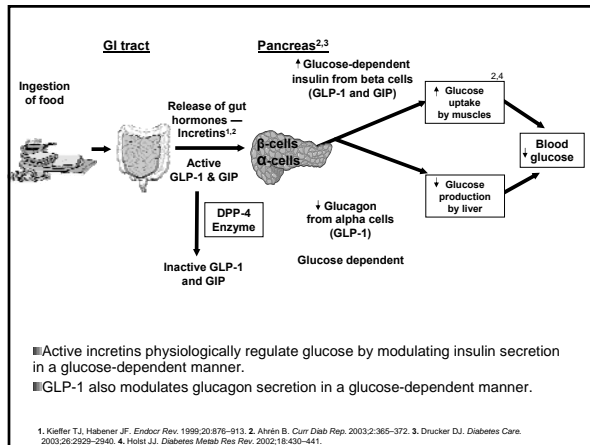 GI tract
Pancreas2,3
Ingestion
of food
Release of gut
hormones —
Incretins1,2
Active
GLP-1 & GIP
DPP-4
Enzyme
Inactive GLP-1
and GIP
β-cells
α-cells
↑ Glucose-dependent
insulin from beta cells
(GLP-1 and GIP)
↓ Glucagon
from alpha cells
(GLP-1)
Glucose dependent
2,4
↑ Glucose
uptake
by muscles
↓ Glucose
production
by liver
Blood
↓ glucose
Active incretins physiologically regulate glucose by modulating insulin secretion
in a glucose-dependent manner.
GLP-1 also modulates glucagon secretion in a glucose-dependent manner.
1. Kieffer TJ, Habener JF. Endocr Rev. 1999;20:876–913. 2. Ahrén B. Curr Diab Rep. 2003;2:365–372. 3. Drucker DJ. Diabetes Care.
2003;26:2929–2940. 4. Holst JJ. Diabetes Metab Res Rev. 2002;18:430–441.